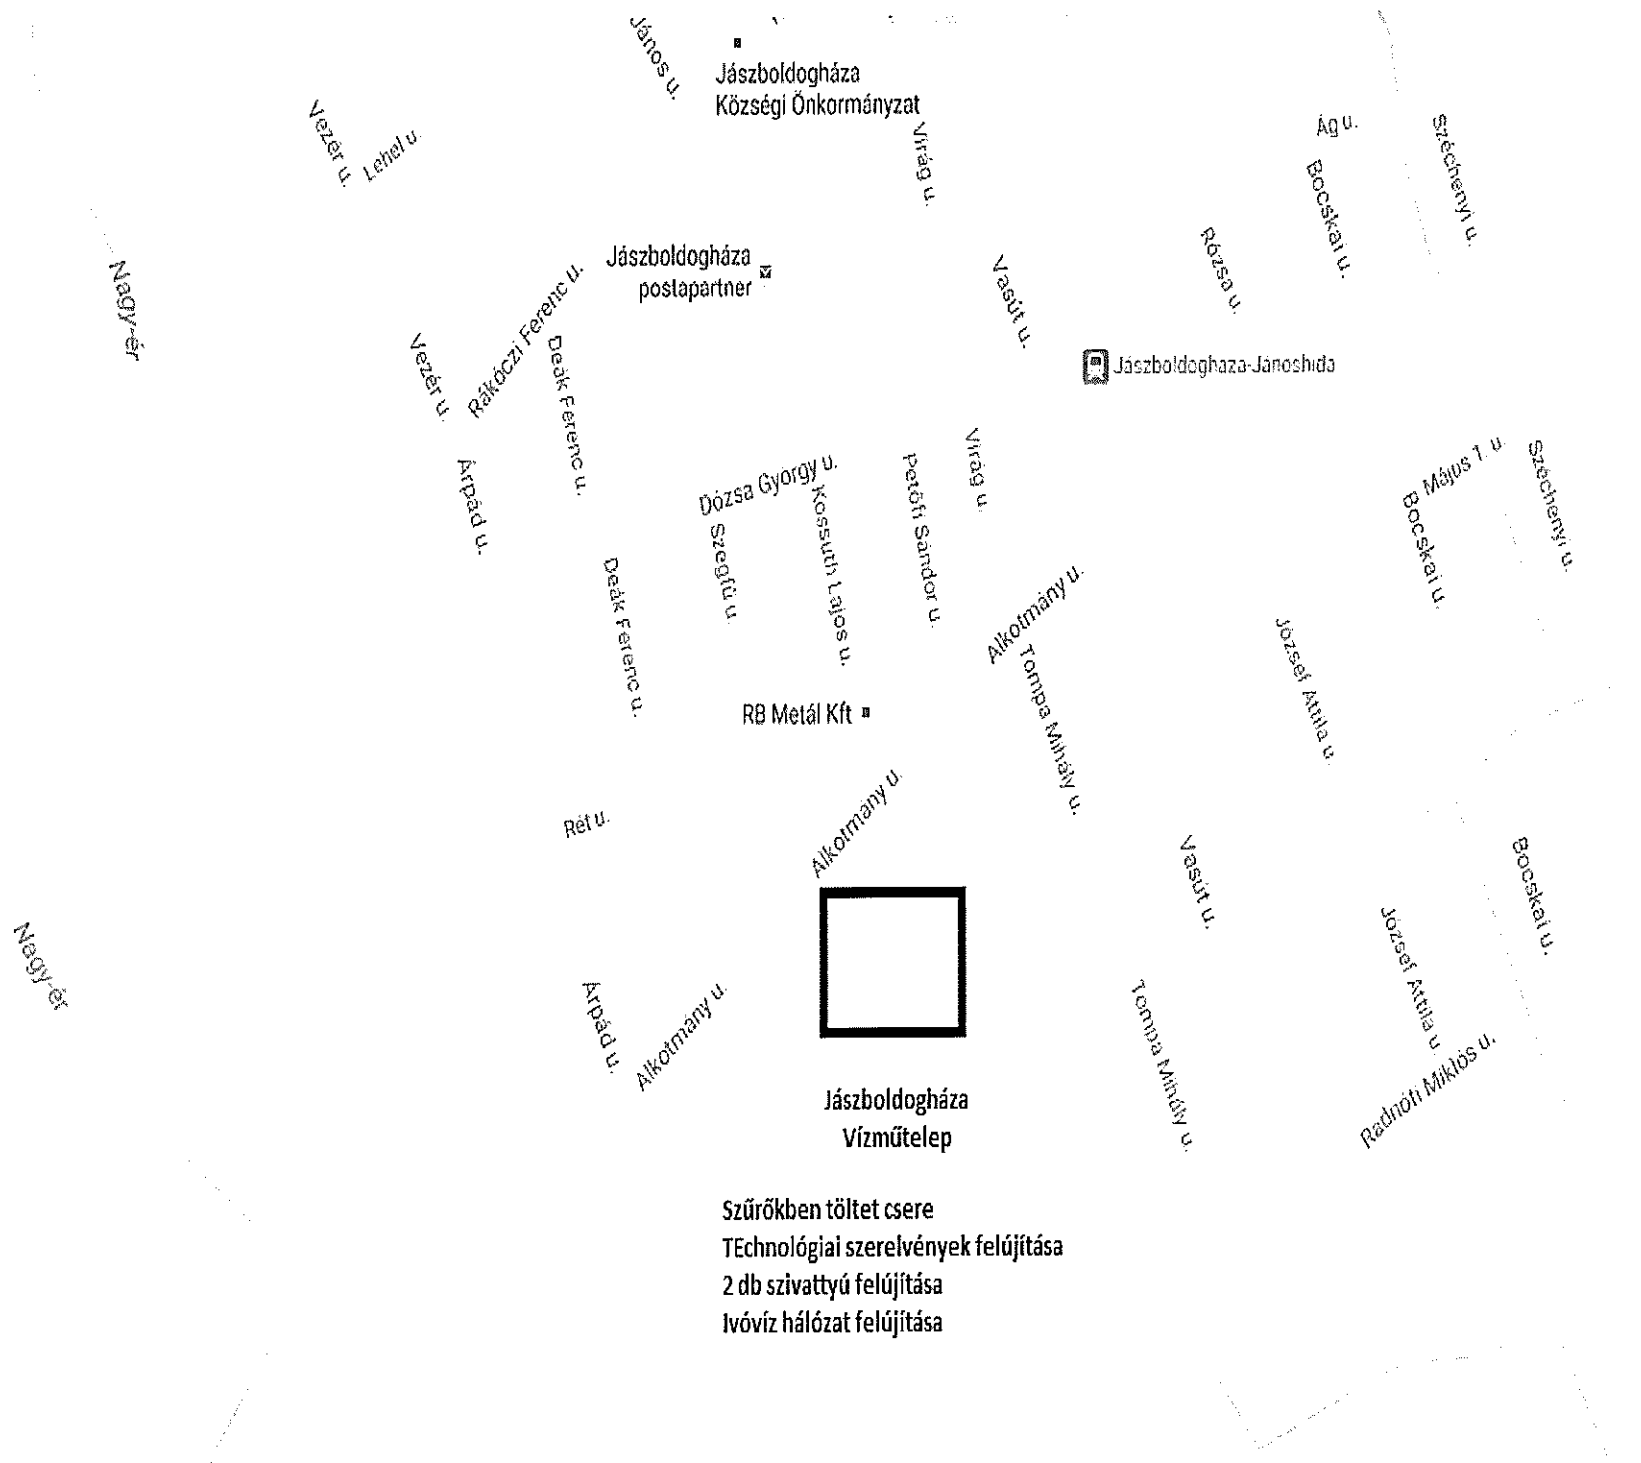 János u.
Jászboldogháza
Községi Önkormányzat
Vezér u.
Lehel u.
Virág u.
Ág u.
Széchenyi u.
Bocskai u.
Rózsa u.
Nagy-ér
Jászboldogháza
postapartner
Rákóczi Ferenc u.
Vasút u.
Vezér u.
Deák Ferenc u.
Jászboldogháza-Jánoshida
Árpád u.
Dózsa György u.
Virág u.
Petőfi Sándor u.
Kossuth Lajos u.
Szegfű u.
Május 1. u.
Széchenyi u.
Bocskai u.
Deák Ferenc u.
Alkotmány u.
Tompa Mihály u.
József Attila u.
RB Metál Kft
Alkotmány u.
Rét u.
Vasút u.
Bocskai u.
Nagy-ér
József Attila u.
Árpád u.
Alkotmány u.
Tompa Mihály u.
Radnóti Miklós u.
Jászboldogháza
Vízműtelep
Szűrőkben töltet csere
TEchnológiai szerelvények felújítása
2 db szivattyú felújítása
Ivóvíz hálózat felújítása